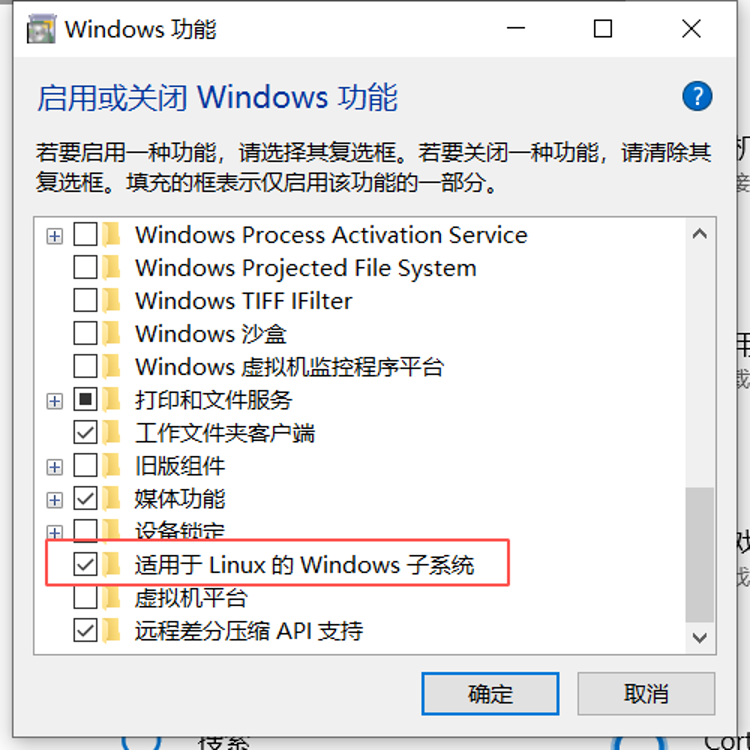 Windows 功能
启用或关闭 Windows 功能
?
若要启用一种功能，请选择其复选框。若要关闭一种功能，请清除其
复选框。填充的框表示仅启用该功能的一部分。
Windows Process Activation Service
Windows Projected File System
Windows TIFF IFilter
Windows 沙盒
Windows 虚拟机监控程序平台
打印和文件服务
工作文件夹客户端
旧版组件
媒体功能
设备锁定
适用于 Linux 的 Windows 子系统
虚拟机平台
远程差分压缩 API 支持
确定
取消
搜索